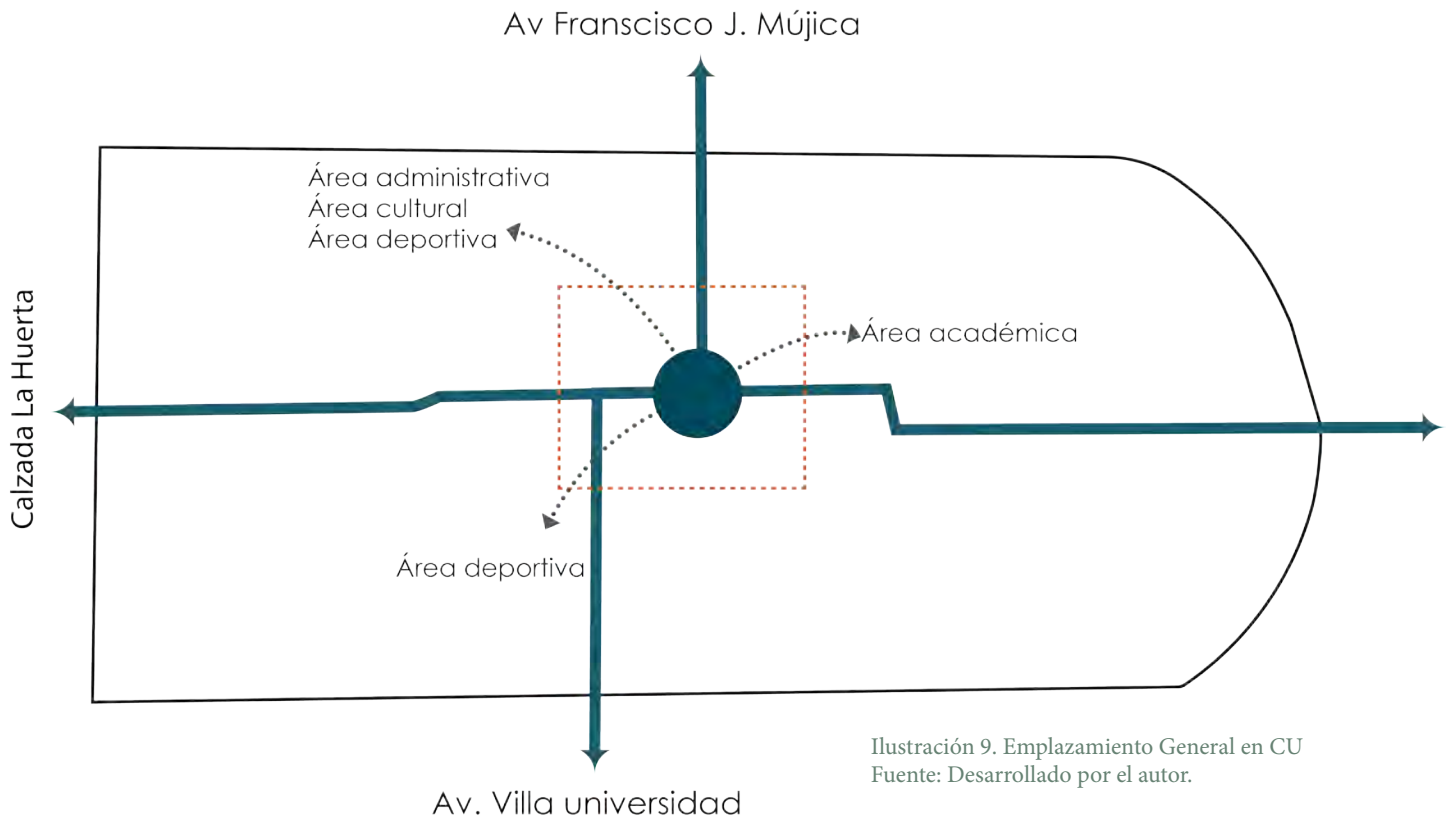 Av Franscisco J. Mújica
Área administrativa
Área cultural
Área deportiva
Calzada La Huerta
Área académica
Área deportiva
Ilustración 9. Emplazamiento General en CU
Fuente: Desarrollado por el autor.
Av. Villa universidad